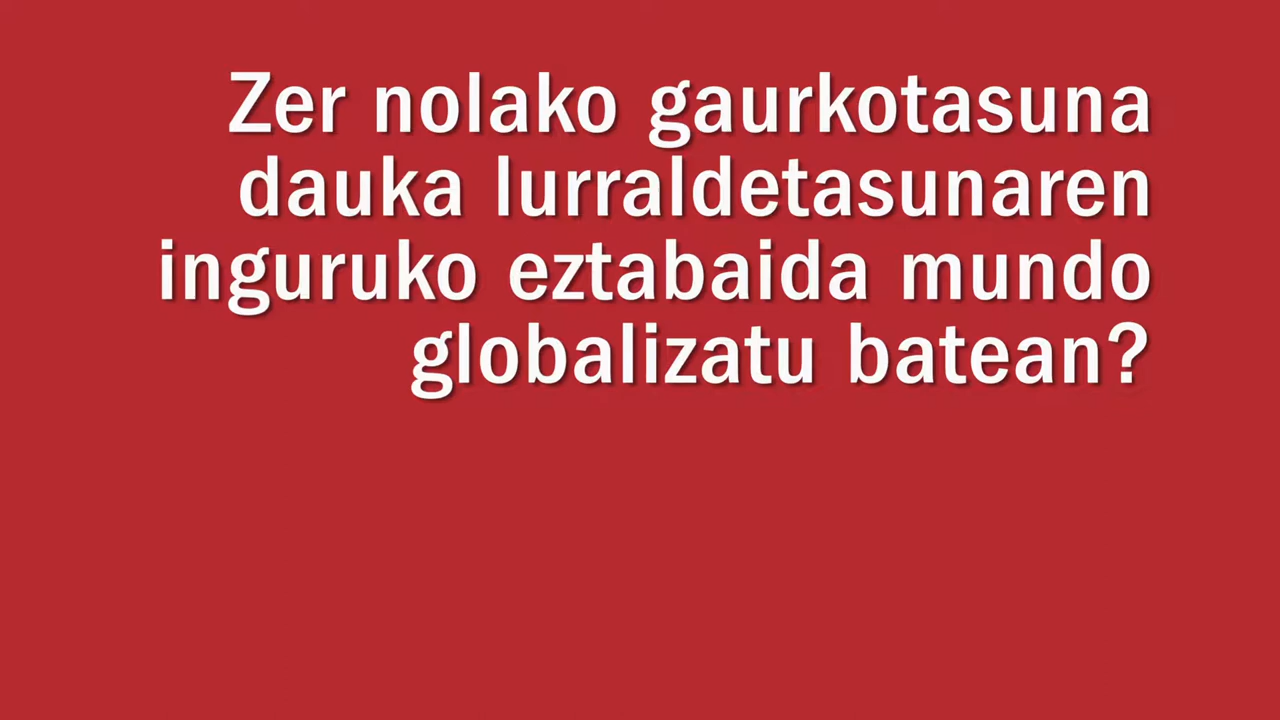 Zer nolako gaurkotasuna
dauka lurraldetasunaren
inguruko eztabaida mundo
globalizatu batean?